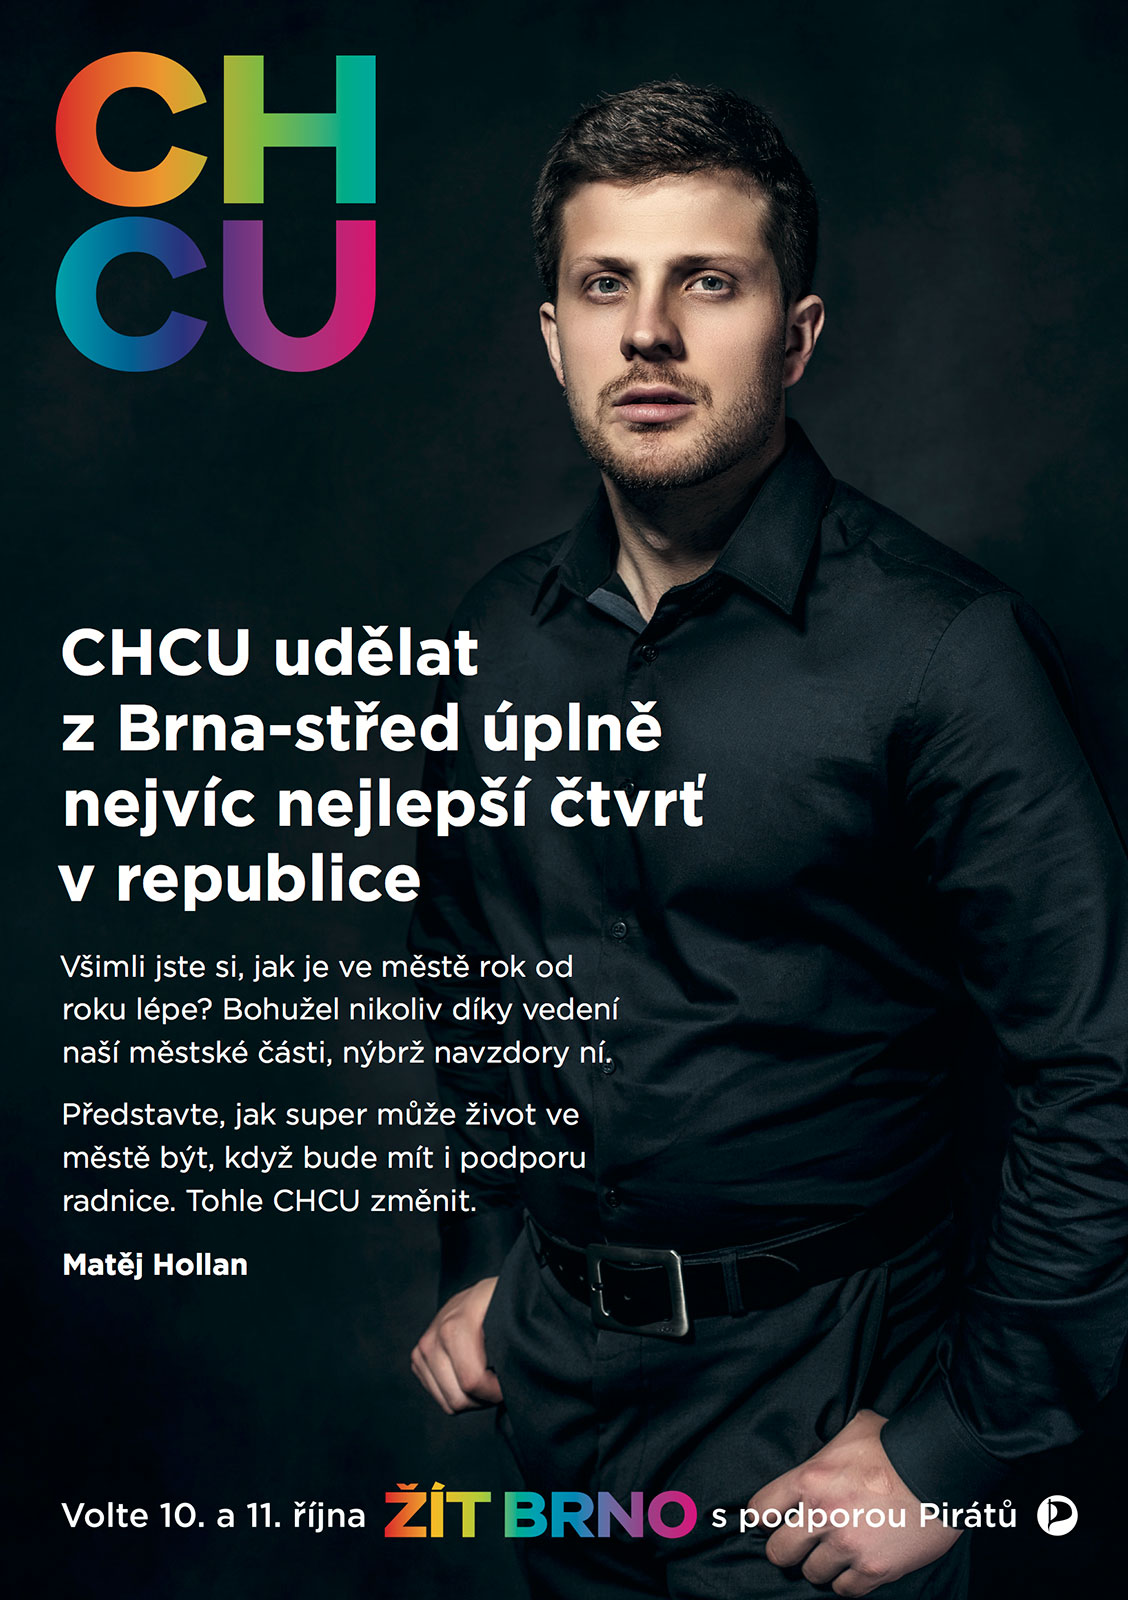 CH
CU
CHCU udělat
z Brna-střed úplně
nejvíc nejlepší čtvrť
v republice
Všimli jste si, jak je ve městě rok od
roku lépe? Bohužel nikoliv díky vedení
naší městské části, nýbrž navzdory ní.
Představte, jak super může život ve
městě být, když bude mít i podporu
radnice. Tohle CHCU změnit.
Matěj Hollan
Volte 10. a 11. října ŽÍT BRNO s podporou Pirátů